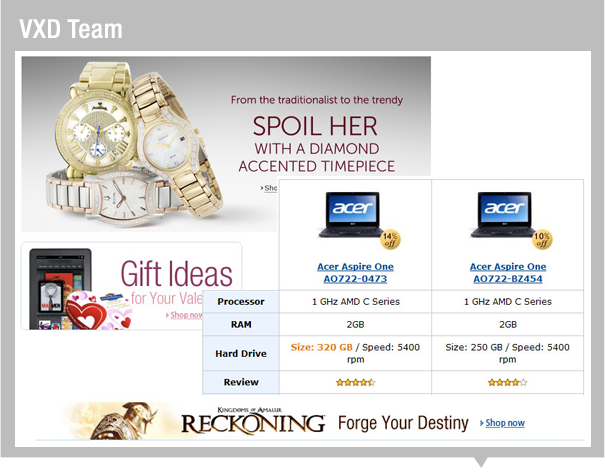 VXD Team
From the traditionalist to the trendy
SPOIL HER
WITH A DIAMOND
ACCENTED TIMEPIECE
Gift Ideas
for Your Vale
Shop now
acer
14%
off
acer
10%
off
Acer Aspire One
AO722-0473
Acer Aspire One
AO722-BZ454
Processor 1 GHz AMD C Series 1 GHz AMD C Series
RAM 2GB 2GB
Hard Drive Size: 320 GB / Speed: 5400 rpm Size: 250 GB / Speed: 5400 rpm
Review
KINGDOMS OF AMALUR
RECKONING Forge Your Destiny Shop now